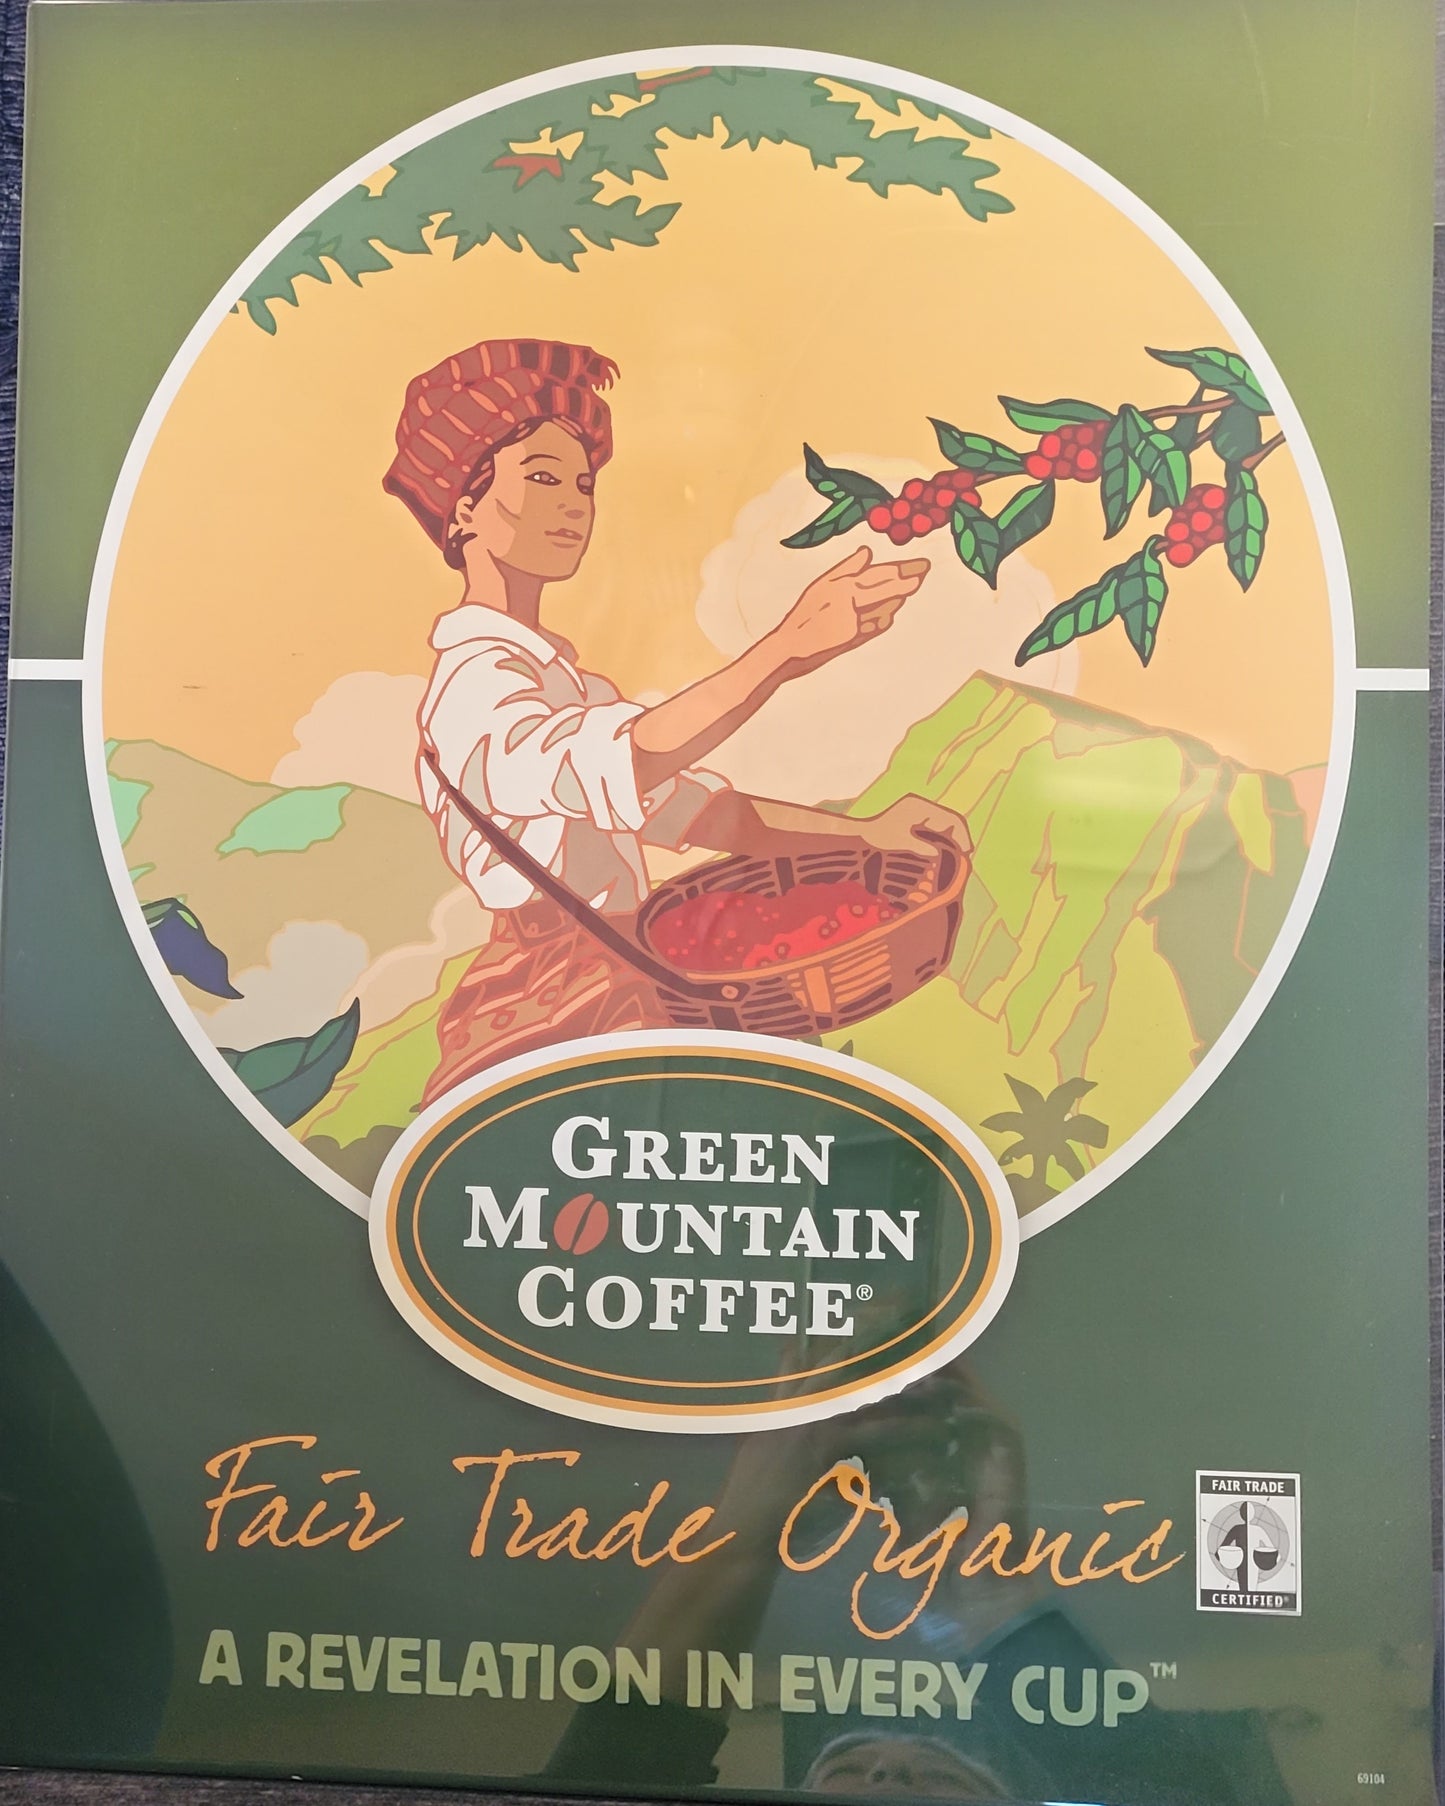 GREEN
MOUNTAIN
COFFEE®
Fair Trade Organic
FAIR TRADE
CERTIFIED®
A REVELATION IN EVERY CUP™
69104